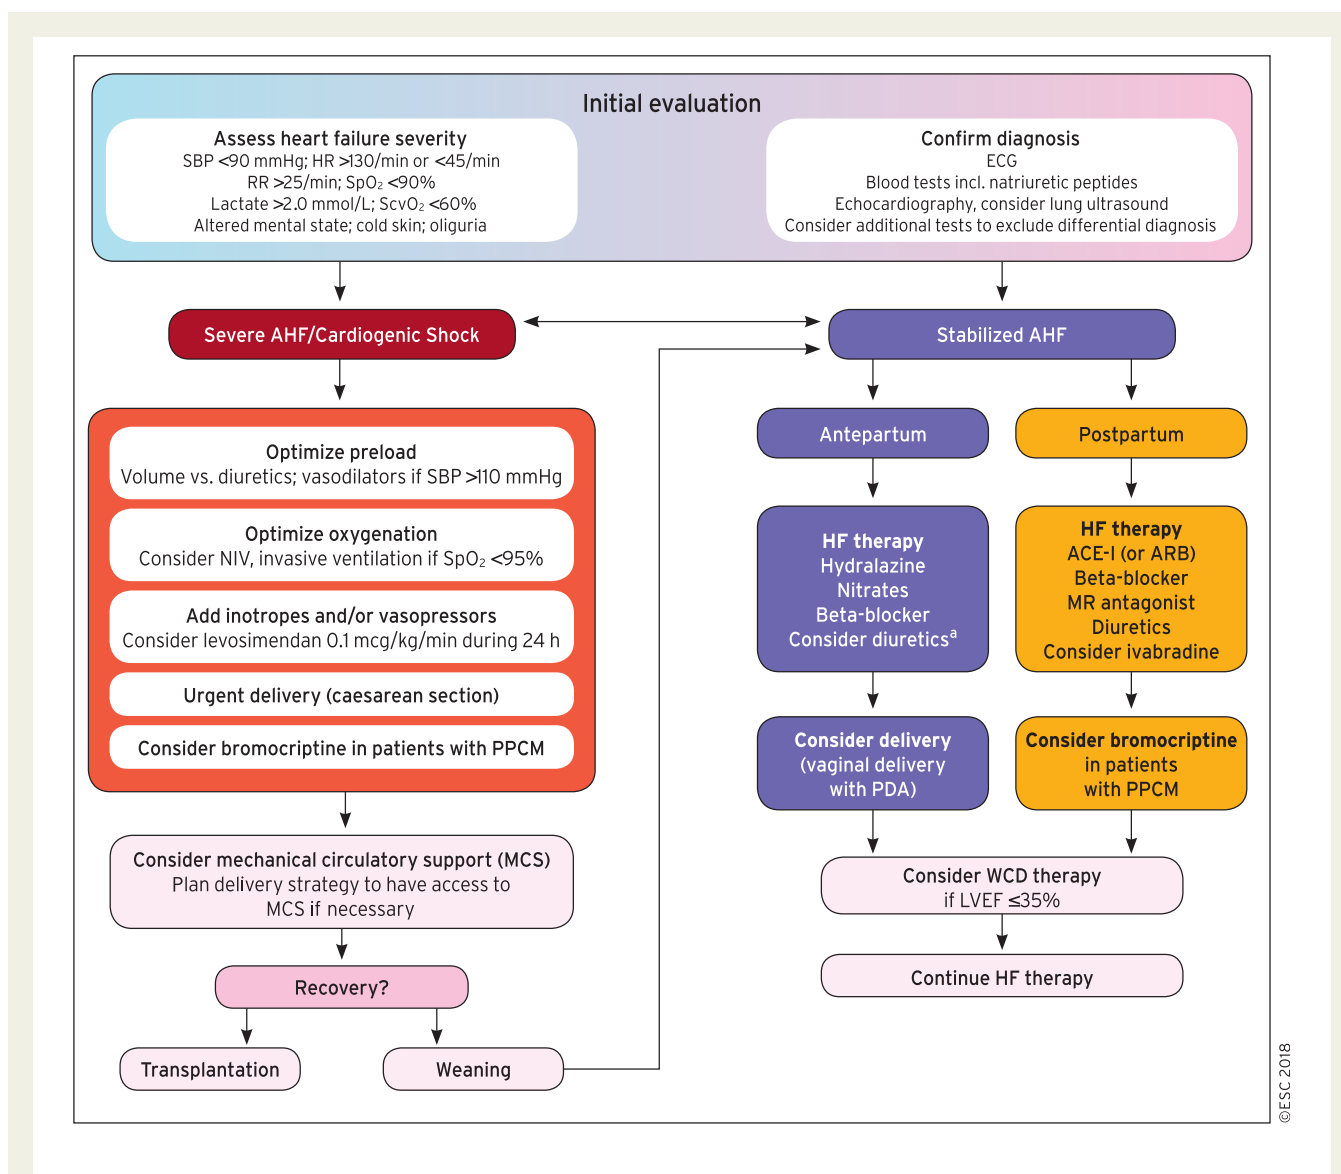 Initial evaluation
Assess heart failure severity
SBP <90 mmHg; HR >130/min or <45/min
RR >25/min; SpO₂ <90%
Lactate >2.0 mmol/L; ScvO₂ <60%
Altered mental state; cold skin; oliguria
Confirm diagnosis
ECG
Blood tests incl. natriuretic peptides
Echocardiography, consider lung ultrasound
Consider additional tests to exclude differential diagnosis
Severe AHF/Cardiogenic Shock
Stabilized AHF
Optimize preload
Volume vs. diuretics; vasodilators if SBP >110 mmHg
Optimize oxygenation
Consider NIV, invasive ventilation if SpO₂ <95%
Add inotropes and/or vasopressors
Consider levosimendan 0.1 mcg/kg/min during 24 h
Urgent delivery (caesarean section)
Consider bromocriptine in patients with PPCM
Consider mechanical circulatory support (MCS)
Plan delivery strategy to have access to
MCS if necessary
Recovery?
Transplantation
Weaning
Antepartum
HF therapy
Hydralazine
Nitrates
Beta-blocker
Consider diureticsᵃ
Consider delivery
(vaginal delivery
with PDA)
Postpartum
HF therapy
ACE-I (or ARB)
Beta-blocker
MR antagonist
Diuretics
Consider ivabradine
Consider bromocriptine
in patients
with PPCM
Consider WCD therapy
if LVEF ≤35%
Continue HF therapy
©ESC 2018